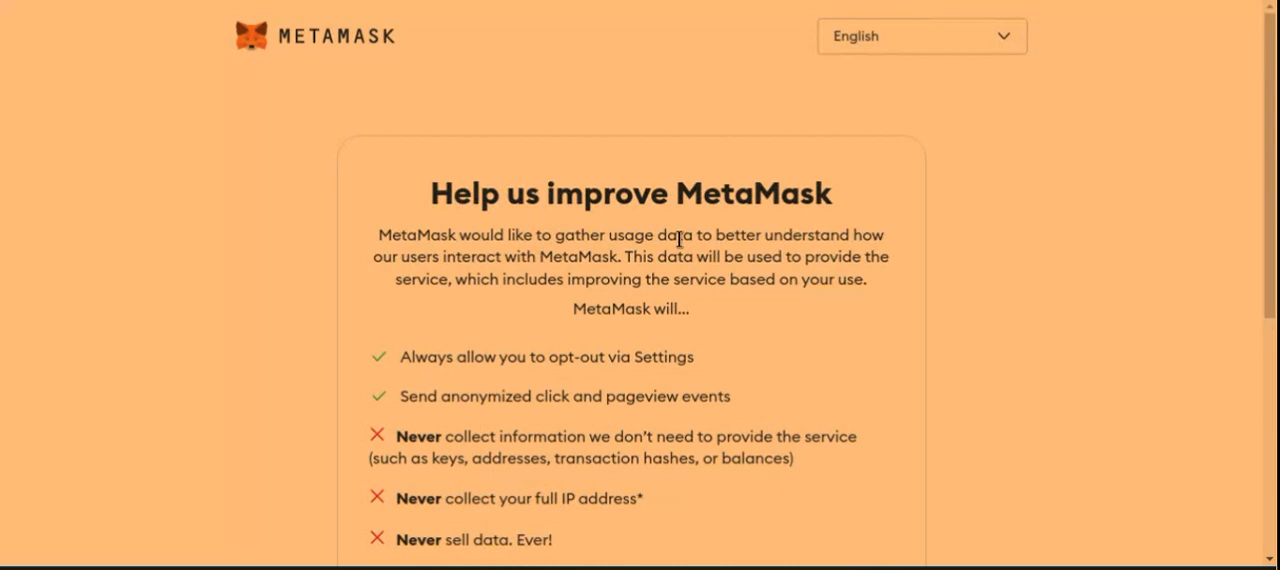 METAMASK
English
Help us improve MetaMask
MetaMask would like to gather usage data to better understand how
our users interact with MetaMask. This data will be used to provide the
service, which includes improving the service based on your use.
MetaMask will...
Always allow you to opt-out via Settings
Send anonymized click and pageview events
Never collect information we don’t need to provide the service
(such as keys, addresses, transaction hashes, or balances)
Never collect your full IP address*
Never sell data. Ever!